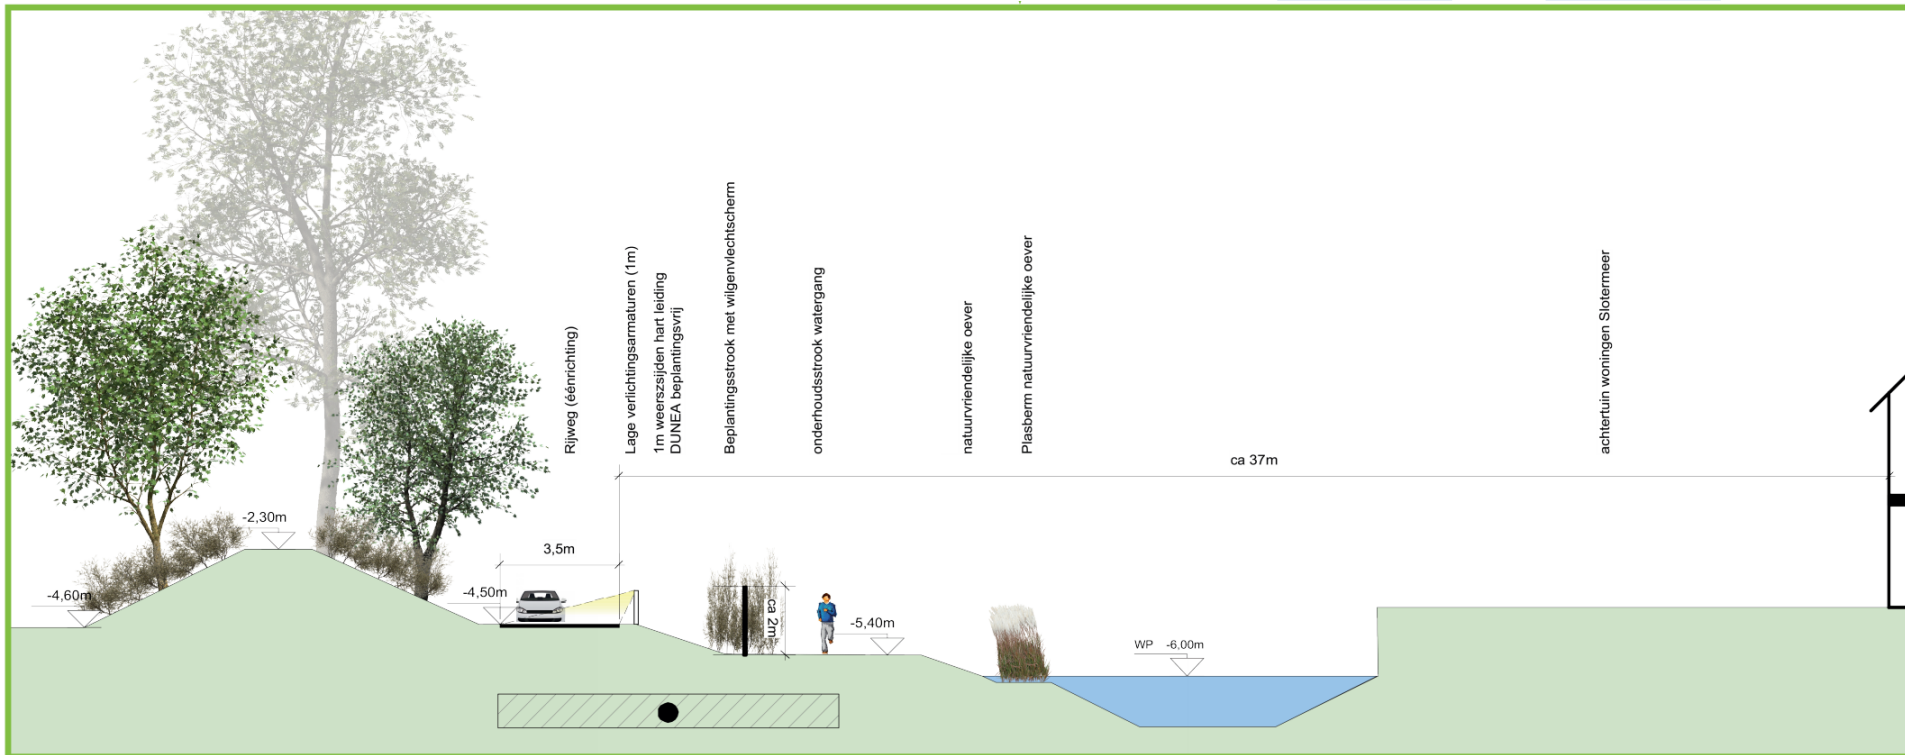 Rijweg (éénrichting)
Lage verlichtingsarmaturen (1m)
1m weerszsijden hart leiding
DUNEA beplantingsvrij
Beplantingsstrook met wilgenvlechtscherm
onderhoudsstrook watergang
natuurvriendelijke oever
Plasberm natuurvriendelijke oever
achtertuin woningen Slotermeer
ca 37m
-2,30m
3,5m
-4,60m
-4,50m
ca 2m
-5,40m
WP -6,00m